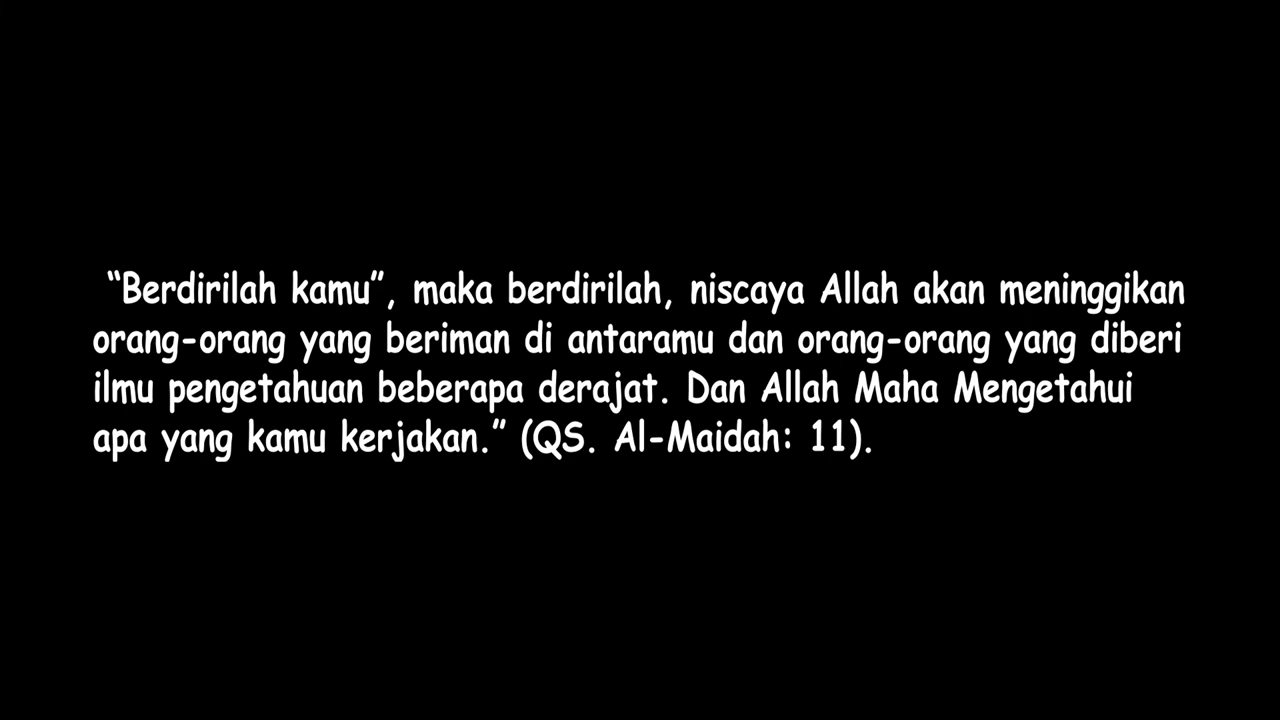 “Berdirilah kamu”, maka berdirilah, niscaya Allah akan meninggikan
orang-orang yang beriman di antaramu dan orang-orang yang diberi
ilmu pengetahuan beberapa derajat. Dan Allah Maha Mengetahui
apa yang kamu kerjakan.” (QS. Al-Maidah: 11).